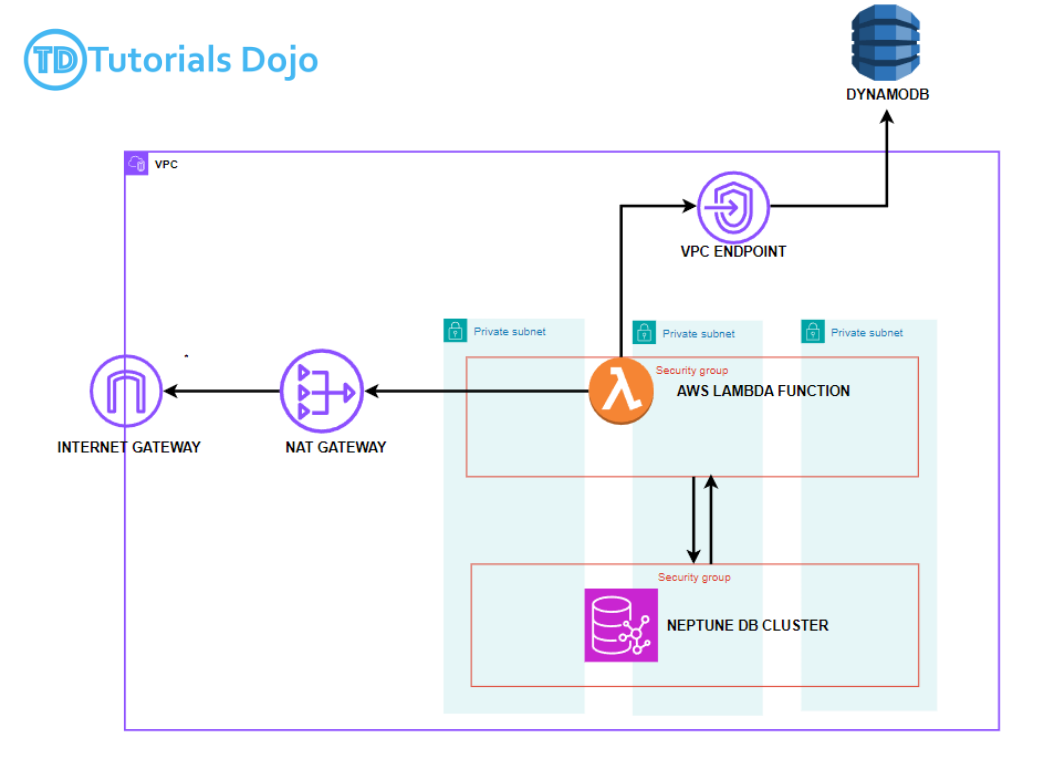 TD Tutorials Dojo
DYNAMODB
VPC
VPC ENDPOINT
Private subnet
Private subnet
Private subnet
Security group
AWS LAMBDA FUNCTION
INTERNET GATEWAY
NAT GATEWAY
Security group
NEPTUNE DB CLUSTER